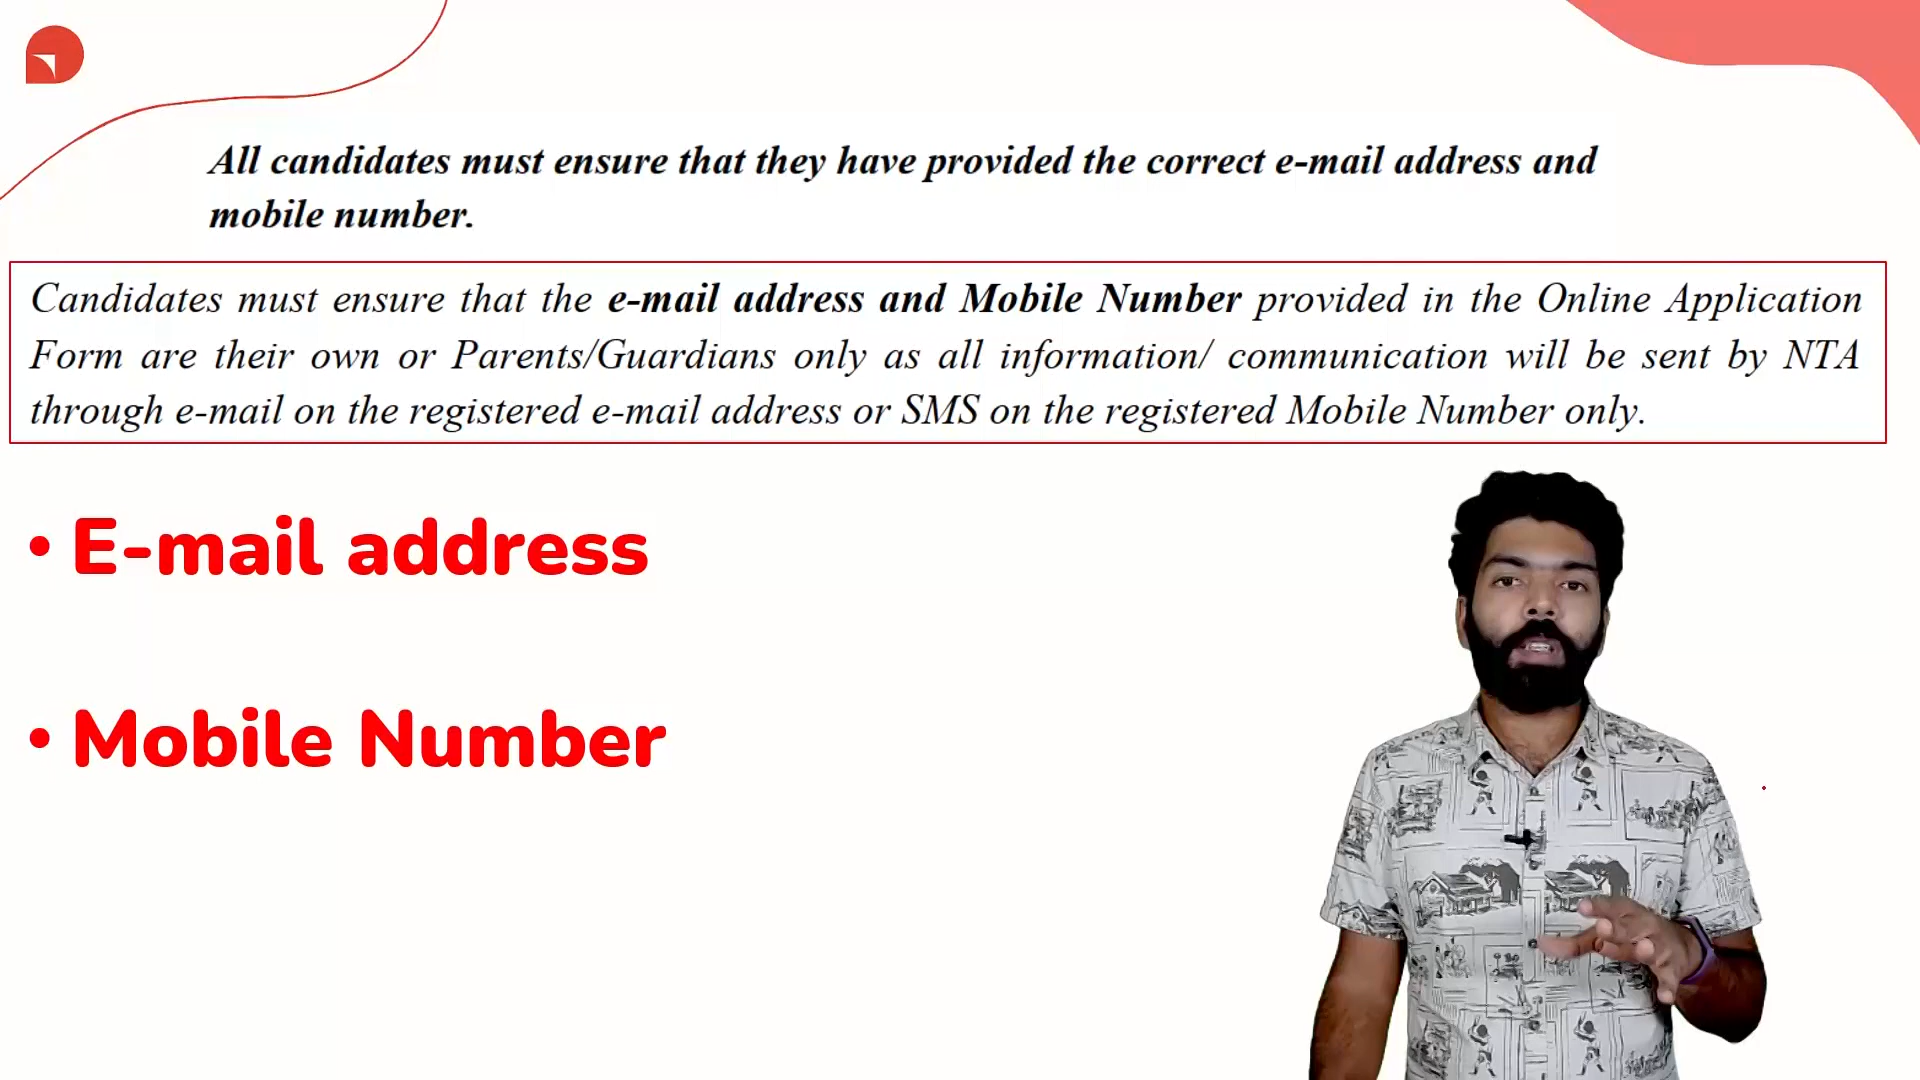 All candidates must ensure that they have provided the correct e-mail address and
mobile number.
Candidates must ensure that the e-mail address and Mobile Number provided in the Online Application
Form are their own or Parents/Guardians only as all information/ communication will be sent by NTA
through e-mail on the registered e-mail address or SMS on the registered Mobile Number only.
• E-mail address
• Mobile Number